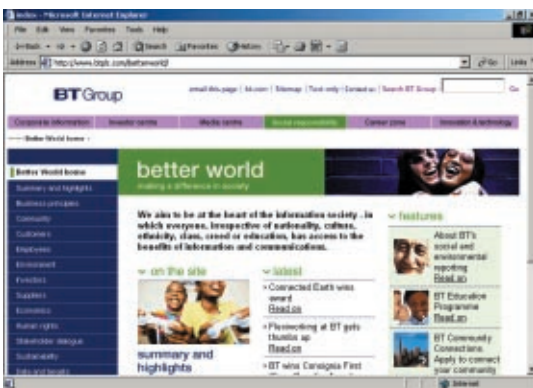 index - Microsoft Internet Explorer
File Edit View Favorites Tools Help
Back Search Favorites History
Address http://www.btplc.com/betterworld/ Go Links
BT Group
email this page | bt.com | Sitemap | Text only | Contact us | Search BT Group Go
Corporate information Investor centre Media centre Social responsibility Career zone Innovation & technology
Better World home
Better World home
Summary and highlights
Business principles
Community
Customers
Employees
Environment
Investors
Suppliers
Economics
Human rights
Stakeholder dialogue
Sustainability
Data and targets
better world
making a difference in society
We aim to be at the heart of the information society - in
which everyone, irrespective of nationality, culture,
ethnicity, class, creed or education, has access to the
benefits of information and communications.
on the site
summary and
highlights
latest
Connected Earth wins
award
Read on
Flexiworking at BT gets
thumbs up
Read on
BT wins Consignia First
features
About BT's
social and
environmental
reporting
Read on
BT Education
Programme
Read on
BT Community
Connections.
Apply to connect
your community
Internet